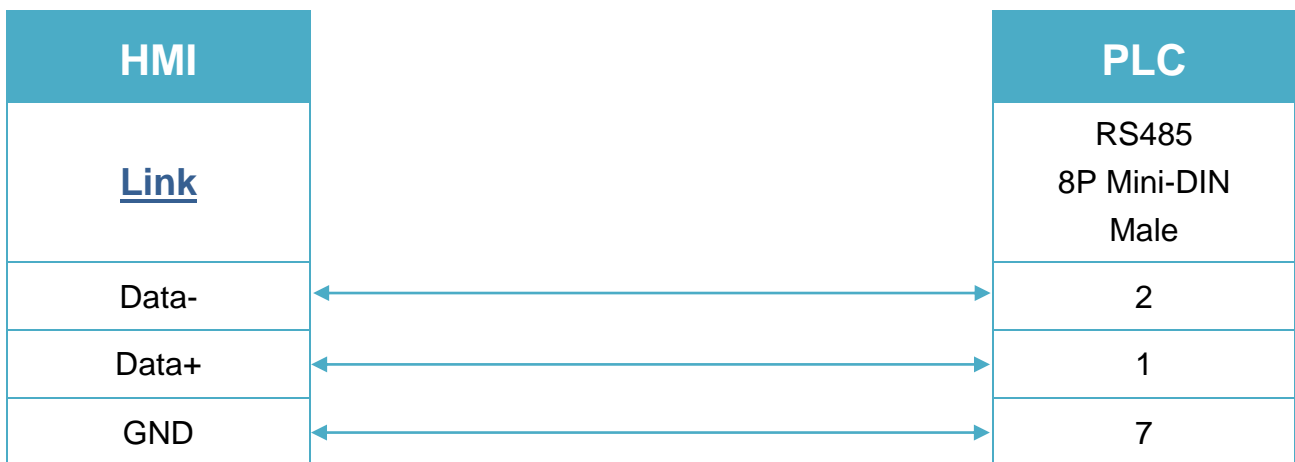 HMI PLC
Link RS485
8P Mini-DIN
Male
Data- 2
Data+ 1
GND 7